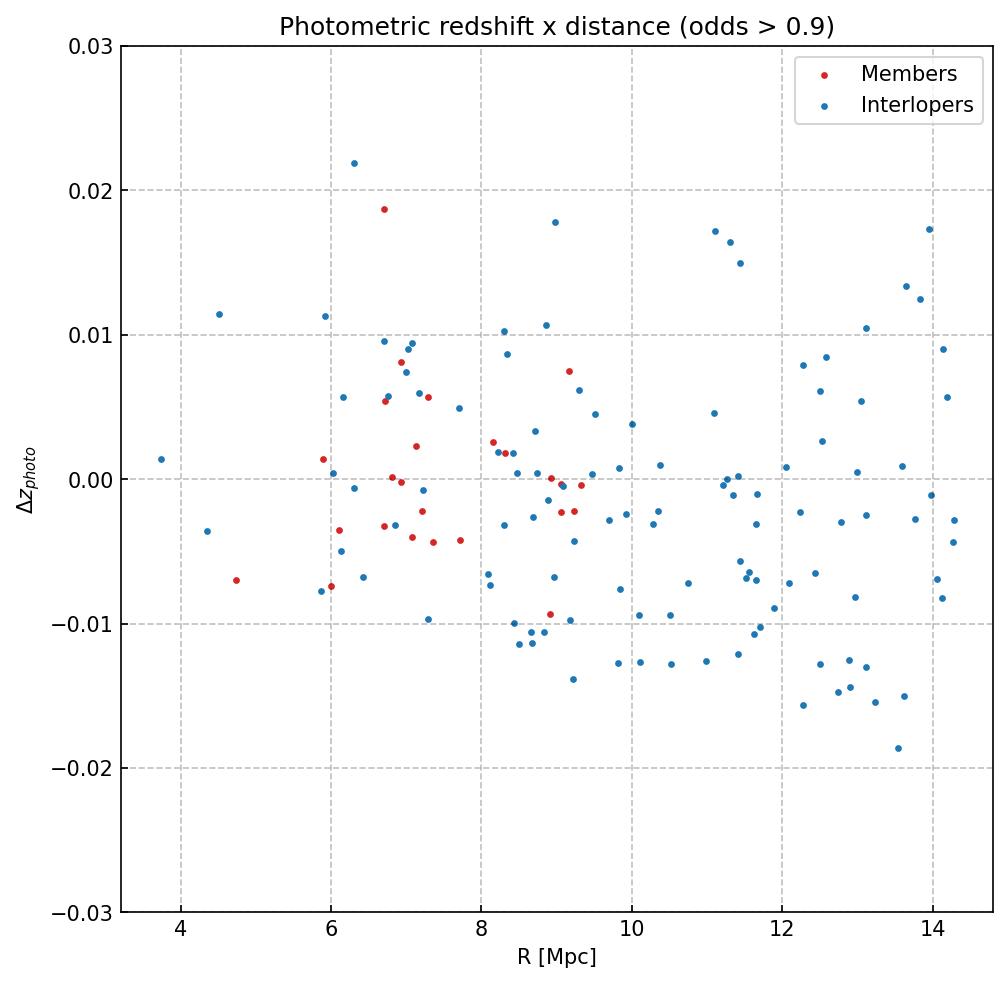 Photometric redshift x distance (odds > 0.9)
Members
Interlopers
0.03
0.02
0.01
0.00
−0.01
−0.02
−0.03
Δz_photo
4 6 8 10 12 14
R [Mpc]